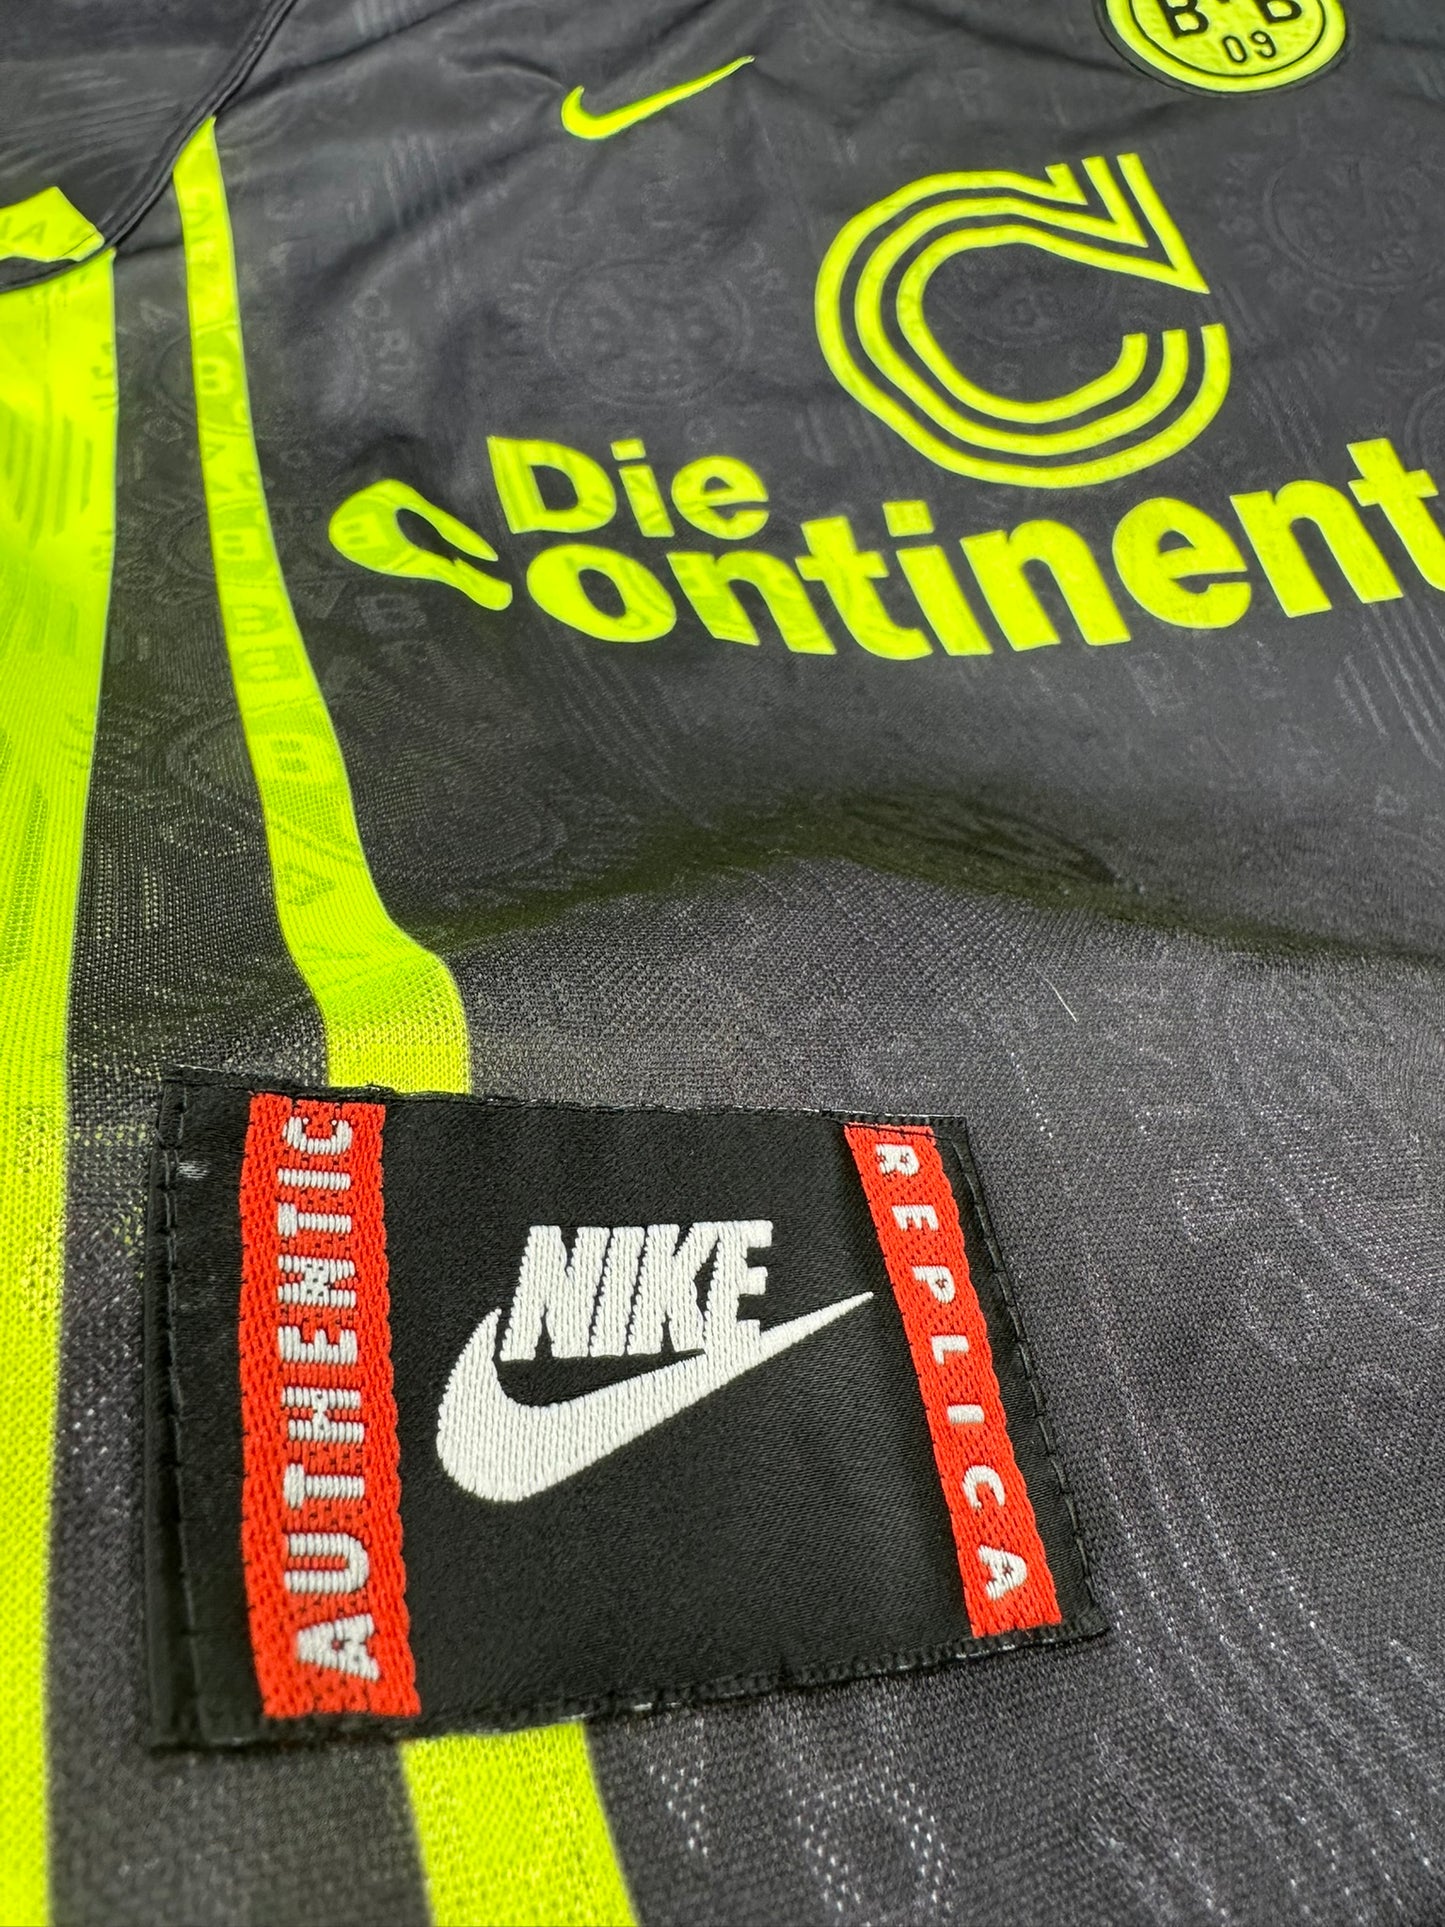 BVB
09
Die
Continent
AUTHENTIC
NIKE
REPLICA